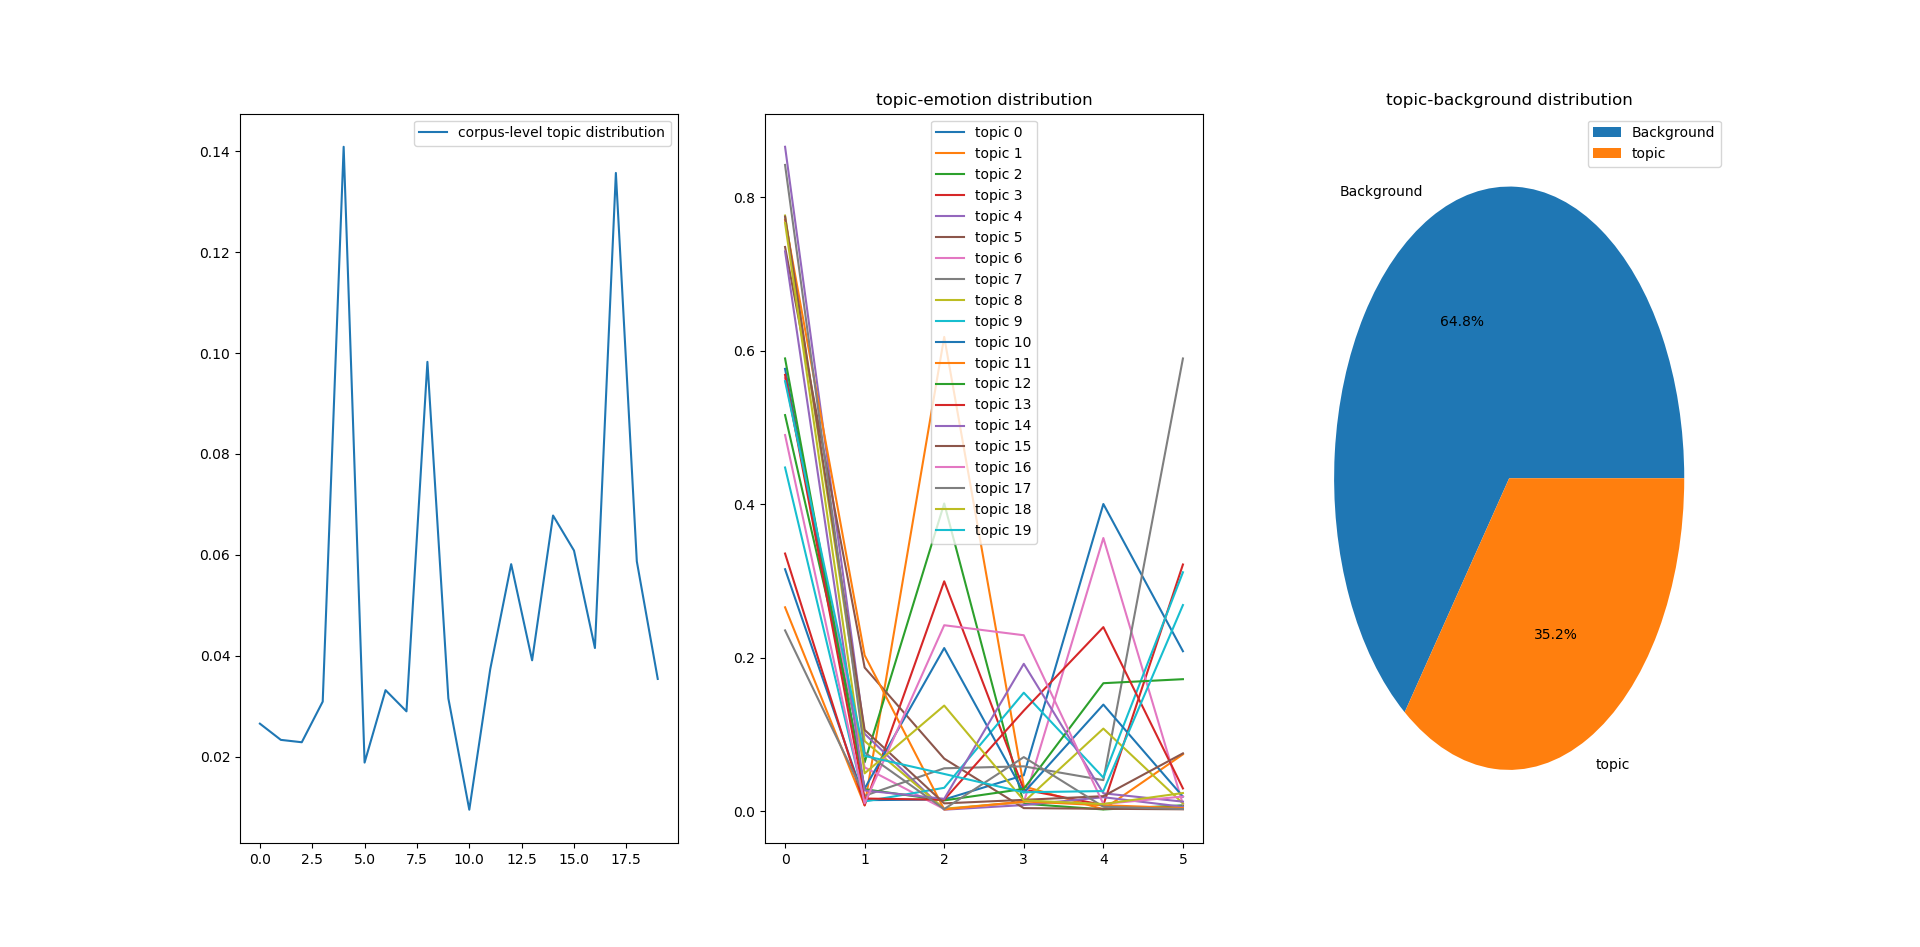 corpus-level topic distribution
0.14
0.12
0.10
0.08
0.06
0.04
0.02
0.0 2.5 5.0 7.5 10.0 12.5 15.0 17.5
topic-emotion distribution
topic 0
topic 1
topic 2
topic 3
topic 4
topic 5
topic 6
topic 7
topic 8
topic 9
topic 10
topic 11
topic 12
topic 13
topic 14
topic 15
topic 16
topic 17
topic 18
topic 19
0.8
0.6
0.4
0.2
0.0
0 1 2 3 4 5
topic-background distribution
Background
topic
Background
64.8%
35.2%
topic